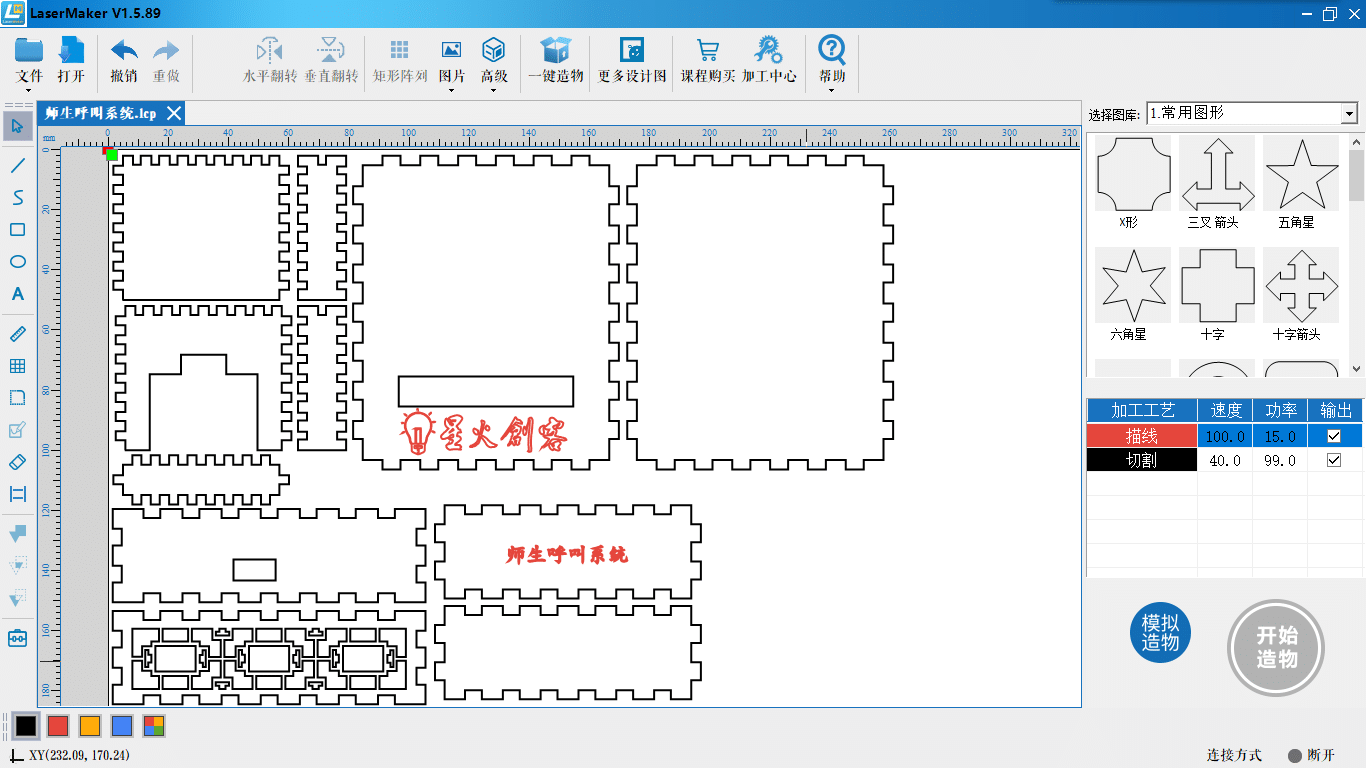 LaserMaker V1.5.89
文件 打开 撤销 重做 水平翻转 垂直翻转 矩形阵列 图片 高级 一键造物 更多设计图 课程购买 加工中心 帮助
师生呼叫系统.lcp
选择图库: 1.常用图形
mm 0 20 40 60 80 100 120 140 160 180 200 220 240 260 280 300 320
0
20
40
60
80
100
120
140
160
180
X形 三叉箭头 五角星
六角星 十字 十字箭头
A
星火創客
师生呼叫系统
加工工艺 速度 功率 输出
描线 100.0 15.0
切割 40.0 99.0
模拟
造物
开始
造物
XY(232.09, 170.24)
连接方式 断开